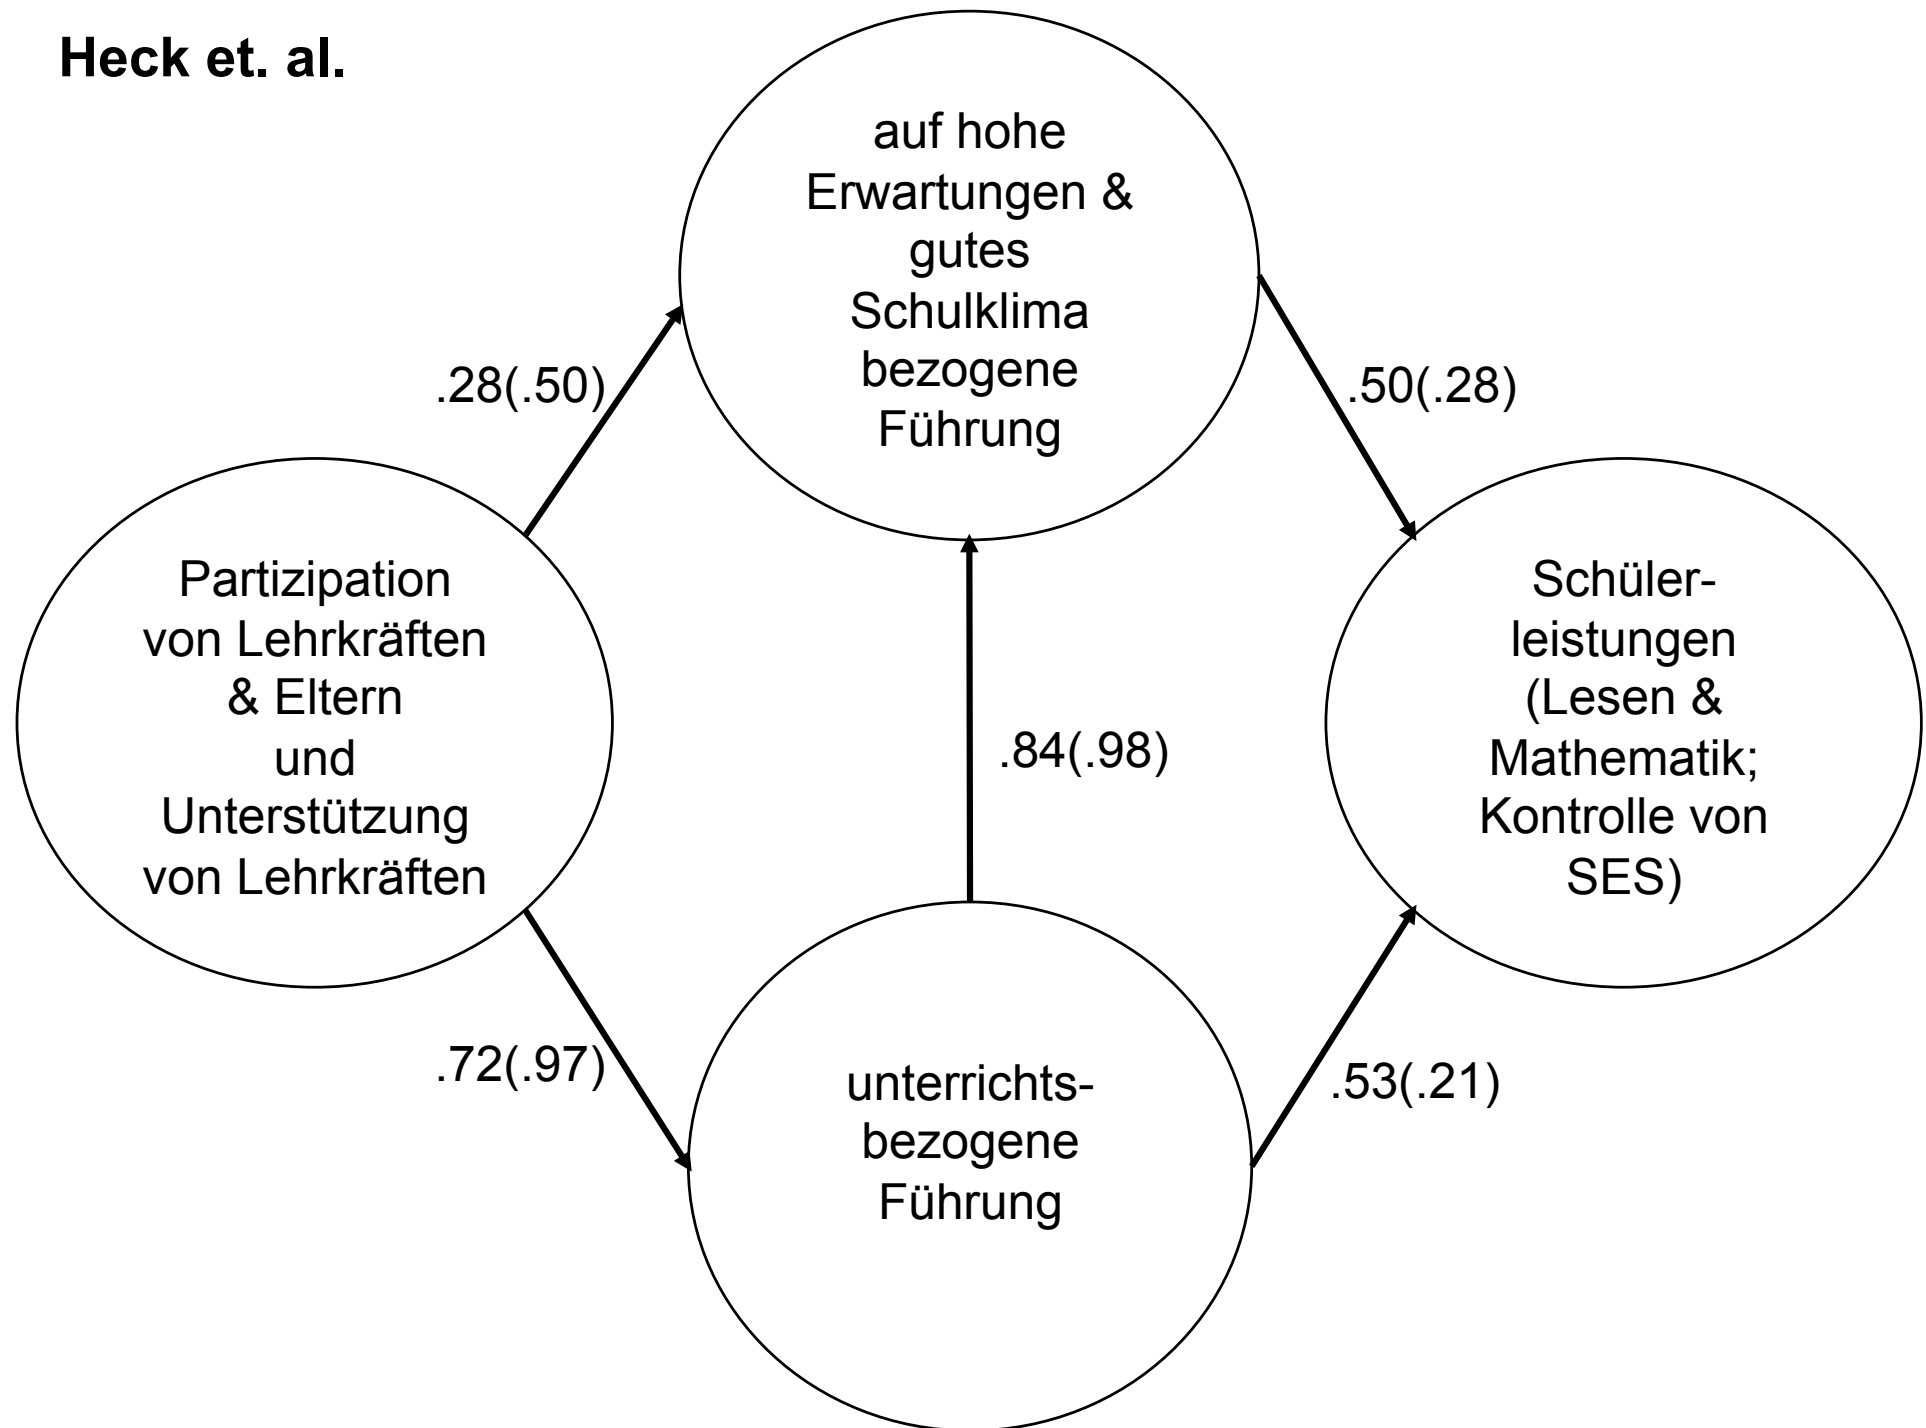 Heck et. al.
auf hohe
Erwartungen &
gutes
Schulklima
bezogene
Führung
.28(.50)
.50(.28)
Partizipation
von Lehrkräften
& Eltern
und
Unterstützung
von Lehrkräften
.84(.98)
Schüler-
leistungen
(Lesen &
Mathematik;
Kontrolle von
SES)
.72(.97)
unterrichts-
bezogene
Führung
.53(.21)